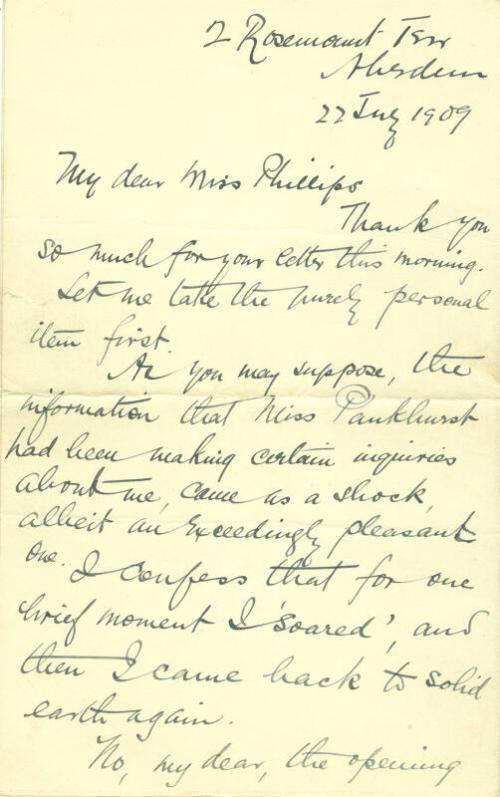 2 Rosemount Terr
Aberdeen
27 July 1909
My dear Miss Phillips
Thank you
so much for your letter this morning.
Let me take the purely personal
item first.
As you may suppose, the
information that Miss Pankhurst
had been making certain inquiries
about me, came as a shock,
albeit an exceedingly pleasant
one. I confess that for one
brief moment I 'soared', and
then I came back to solid
earth again.
No, my dear, the opening